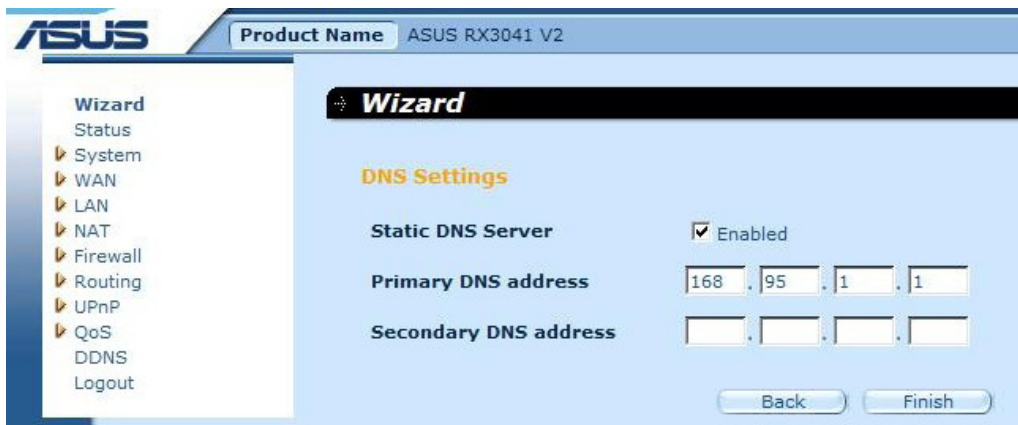 ASUS
Product Name ASUS RX3041 V2
Wizard
Status
System
WAN
LAN
NAT
Firewall
Routing
UPnP
QoS
DDNS
Logout
Wizard
DNS Settings
Static DNS Server Enabled
Primary DNS address 168 . 95 . 1 . 1
Secondary DNS address . . .
Back Finish